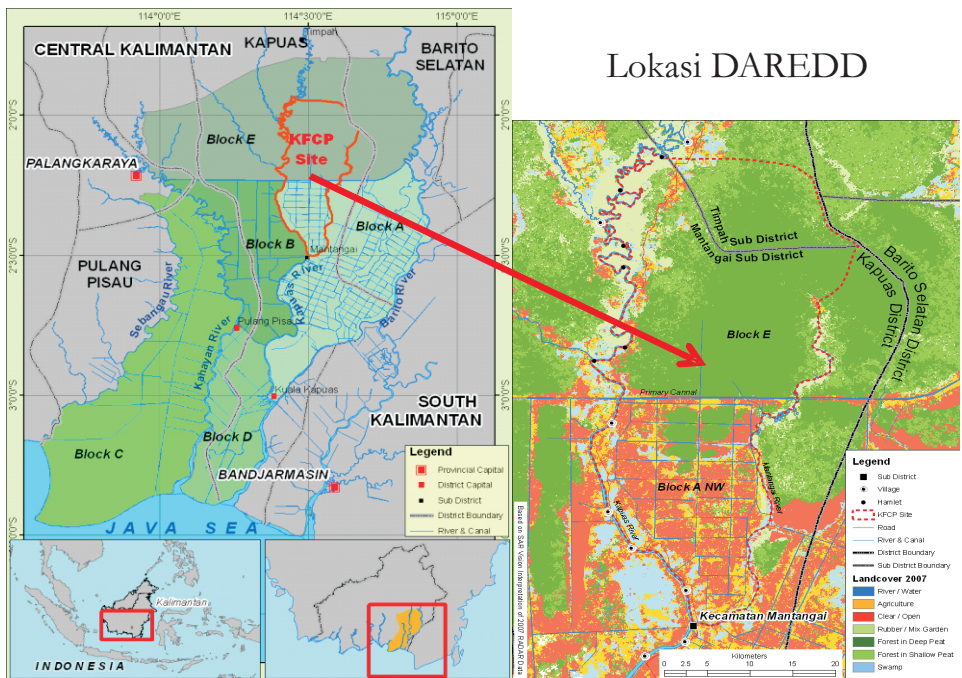 Lokasi DAREDD
114°0'0"E
114°30'0"E
115°0'0"E
CENTRAL KALIMANTAN
KAPUAS
Timpah
BARITO
SELATAN
2°0'0"S
Block E
KFCP
Site
PALANGKARAYA
Block A
Block B
Mantangai
2°30'0"S
PULANG
PISAU
Sebangau River
Kapuas River
Barito River
Pulang Pisau
Kahayan River
Kuala Kapuas
3°0'0"S
SOUTH
KALIMANTAN
Block D
Block C
BANDJARMASIN
JAVA SEA
Legend
Provincial Capital
District Capital
Sub District
District Boundary
River & Canal
Kalimantan
INDONESIA
Timpah Sub District
Mantangai Sub District
Barito Selatan District
Kapuas District
Block E
Primary Cannal
Block A NW
Kapuas River
Kecamatan Mantangai
Kilometers
0 2.5 5 10 15 20
Based on SAR Vision Interpretation of 2007 RADAR Data
Legend
Sub District
Village
Hamlet
KFCP Site
Road
River & Canal
District Boundary
Sub District Boundary
Landcover 2007
River / Water
Agriculture
Clear / Open
Rubber / Mix Garden
Forest in Deep Peat
Forest in Shallow Peat
Swamp